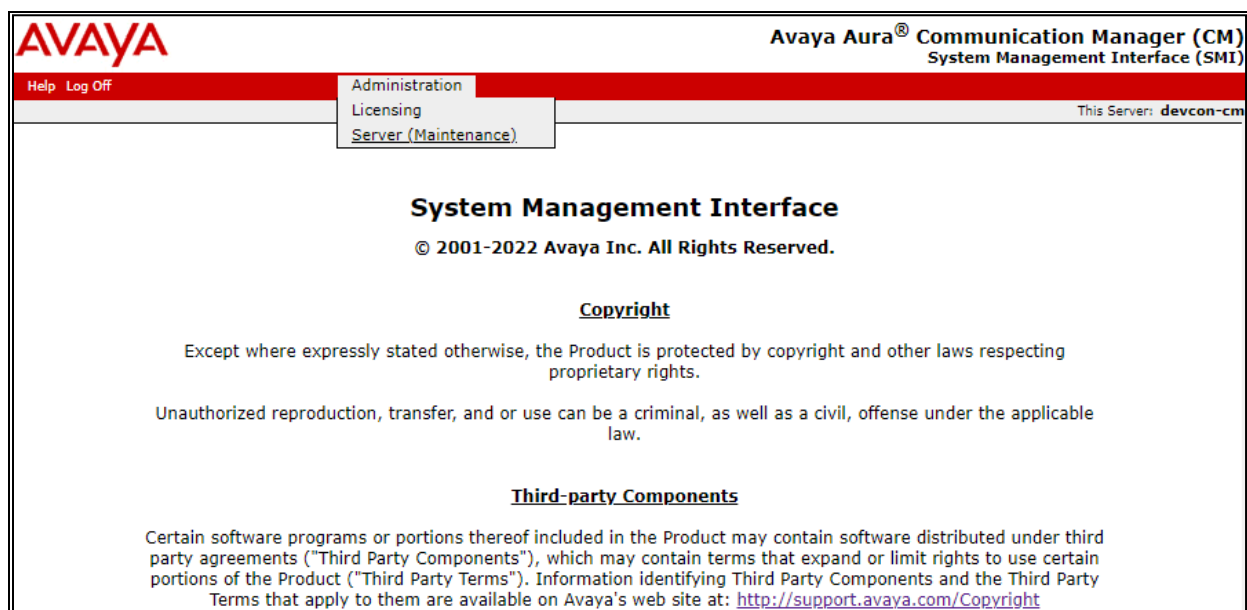 AVAYA
Avaya Aura® Communication Manager (CM)
System Management Interface (SMI)
Help Log Off
Administration
Licensing
Server (Maintenance)
This Server: devcon-cm
System Management Interface
© 2001-2022 Avaya Inc. All Rights Reserved.
Copyright
Except where expressly stated otherwise, the Product is protected by copyright and other laws respecting
proprietary rights.
Unauthorized reproduction, transfer, and or use can be a criminal, as well as a civil, offense under the applicable
law.
Third-party Components
Certain software programs or portions thereof included in the Product may contain software distributed under third
party agreements ("Third Party Components"), which may contain terms that expand or limit rights to use certain
portions of the Product ("Third Party Terms"). Information identifying Third Party Components and the Third Party
Terms that apply to them are available on Avaya's web site at: http://support.avaya.com/Copyright